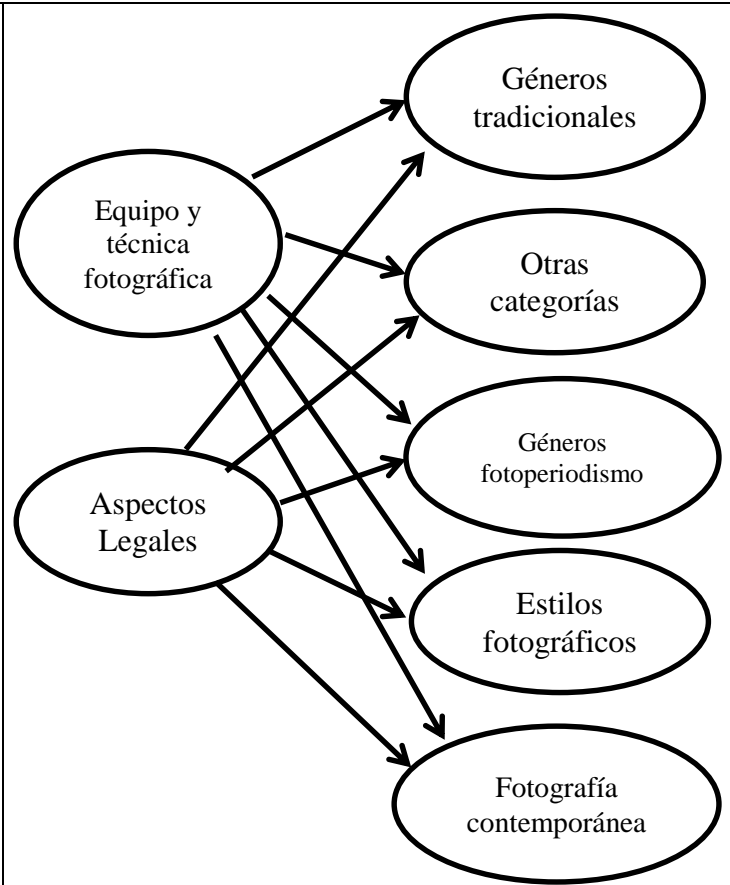 Géneros
tradicionales
Equipo y
técnica
fotográfica
Otras
categorías
Géneros
fotoperiodismo
Aspectos
Legales
Estilos
fotográficos
Fotografía
contemporánea